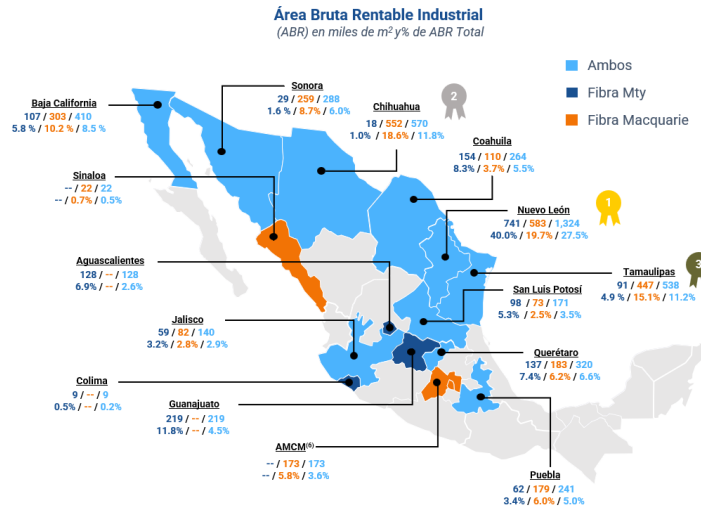 Área Bruta Rentable Industrial
(ABR) en miles de m² y% de ABR Total
Ambos
Fibra Mty
Fibra Macquarie
Sonora
29 / 259 / 288
1.6 % / 8.7% / 6.0%
2
Chihuahua
18 / 552 / 570
1.0% / 18.6% / 11.8%
Baja California
107 / 303 / 410
5.8 % / 10.2 % / 8.5 %
Coahuila
154 / 110 / 264
8.3% / 3.7% / 5.5%
Sinaloa
-- / 22 / 22
-- / 0.7% / 0.5%
1
Nuevo León
741 / 583 / 1,324
40.0% / 19.7% / 27.5%
Aguascalientes
128 / -- / 128
6.9% / -- / 2.6%
3
Tamaulipas
91 / 447 / 538
4.9 % / 15.1% / 11.2%
San Luis Potosí
98 / 73 / 171
5.3% / 2.5% / 3.5%
Jalisco
59 / 82 / 140
3.2% / 2.8% / 2.9%
Querétaro
137 / 183 / 320
7.4% / 6.2% / 6.6%
Colima
9 / -- / 9
0.5% / -- / 0.2%
Guanajuato
219 / -- / 219
11.8% / -- / 4.5%
AMCM⁽⁶⁾
-- / 173 / 173
-- / 5.8% / 3.6%
Puebla
62 / 179 / 241
3.4% / 6.0% / 5.0%